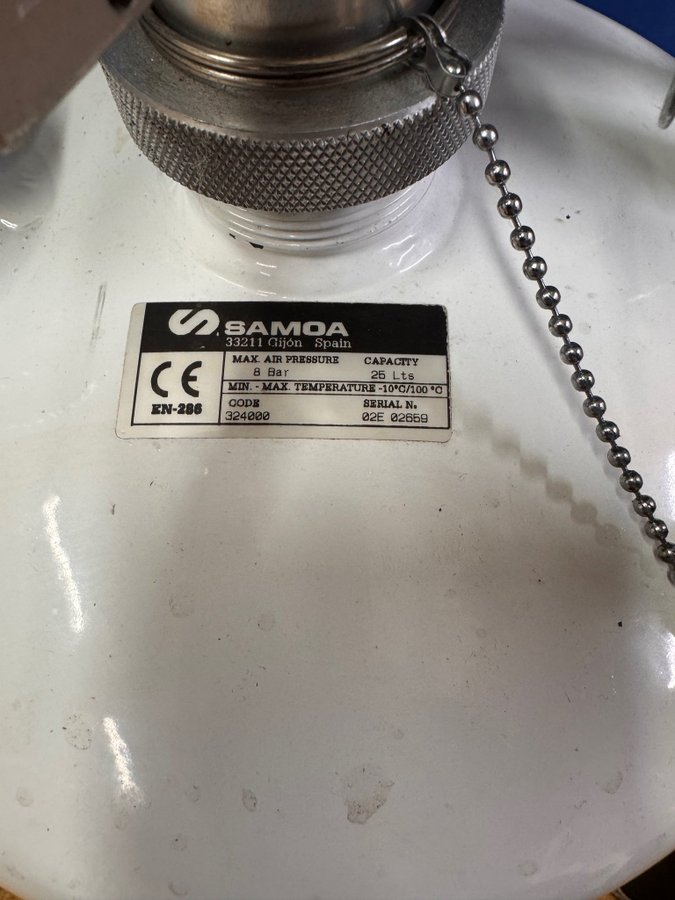 SAMOA
33211 Gijón Spain
MAX. AIR PRESSURE CAPACITY
8 Bar 25 Lts
MIN. - MAX. TEMPERATURE -10°C/100 °C
CE
EN-286
CODE SERIAL N.
324000 02E 02659